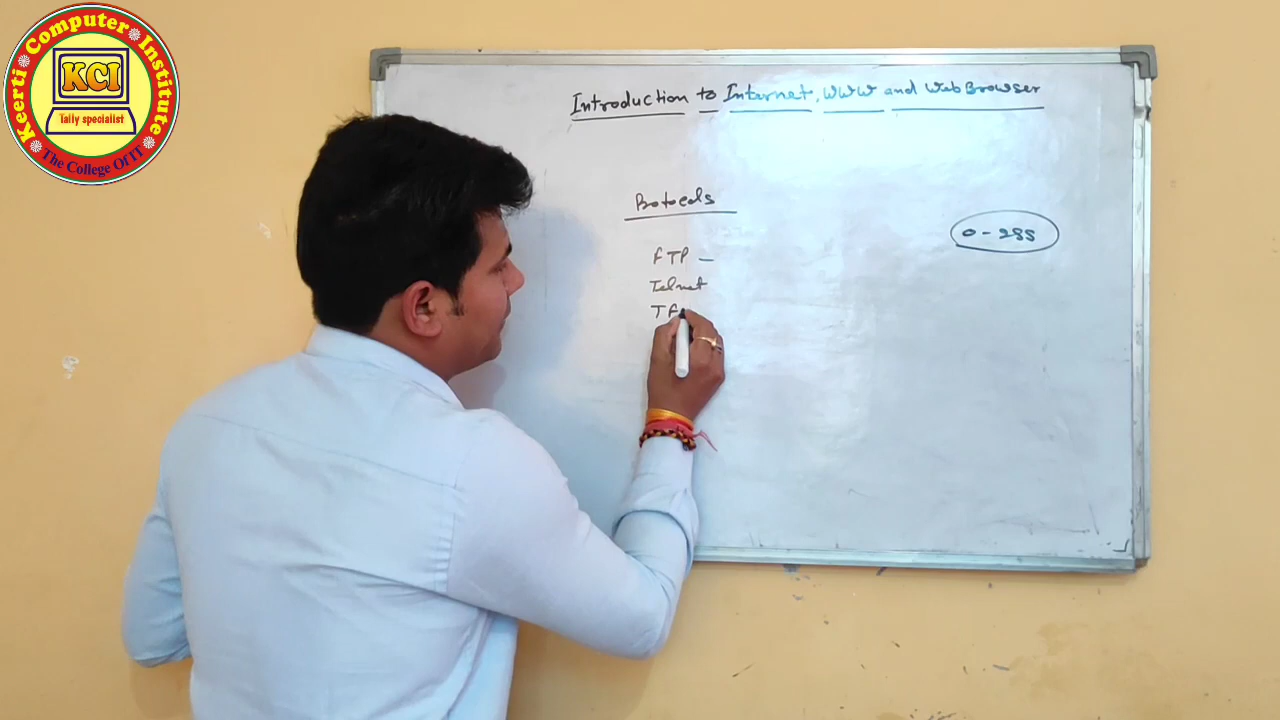 Keerti Computer Institute
KCI
Tally specialist
The College Of IT
Introduction to Internet, WWW and Web Browser
Protocols
0 - 255
FTP -
Telnet
TF